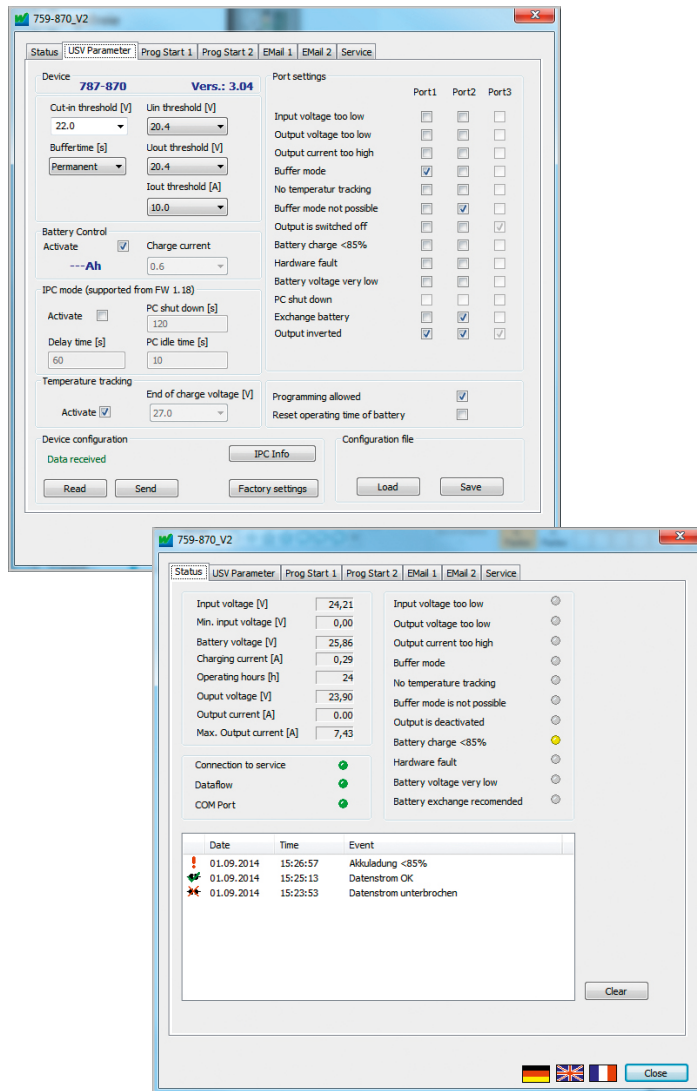 759-870_V2
Status USV Parameter Prog Start 1 Prog Start 2 EMail 1 EMail 2 Service
Device
787-870 Vers.: 3.04
Cut-in threshold [V] Uin threshold [V]
22.0 20.4
Buffertime [s] Uout threshold [V]
Permanent 20.4
Iout threshold [A]
10.0
Battery Control
Activate Charge current
---Ah 0.6
IPC mode (supported from FW 1.18)
Activate PC shut down [s]
120
Delay time [s] PC idle time [s]
60 10
Temperature tracking
End of charge voltage [V]
Activate 27.0
Port settings
Port1 Port2 Port3
Input voltage too low
Output voltage too low
Output current too high
Buffer mode
No temperatur tracking
Buffer mode not possible
Output is switched off
Battery charge <85%
Hardware fault
Battery voltage very low
PC shut down
Exchange battery
Output inverted
Programming allowed
Reset operating time of battery
Device configuration
Data received IPC Info
Read Send Factory settings
Configuration file
Load Save
759-870_V2
Status USV Parameter Prog Start 1 Prog Start 2 EMail 1 EMail 2 Service
Input voltage [V] 24,21
Min. input voltage [V] 0,00
Battery voltage [V] 25,86
Charging current [A] 0,29
Operating hours [h] 24
Ouput voltage [V] 23,90
Output current [A] 0.00
Max. Output current [A] 7,43
Connection to service
Dataflow
COM Port
Input voltage too low
Output voltage too low
Output current too high
Buffer mode
No temperature tracking
Buffer mode is not possible
Output is deactivated
Battery charge <85%
Hardware fault
Battery voltage very low
Battery exchange recomended
Date Time Event
01.09.2014 15:26:57 Akkuladung <85%
01.09.2014 15:25:13 Datenstrom OK
01.09.2014 15:23:53 Datenstrom unterbrochen
Clear
Close